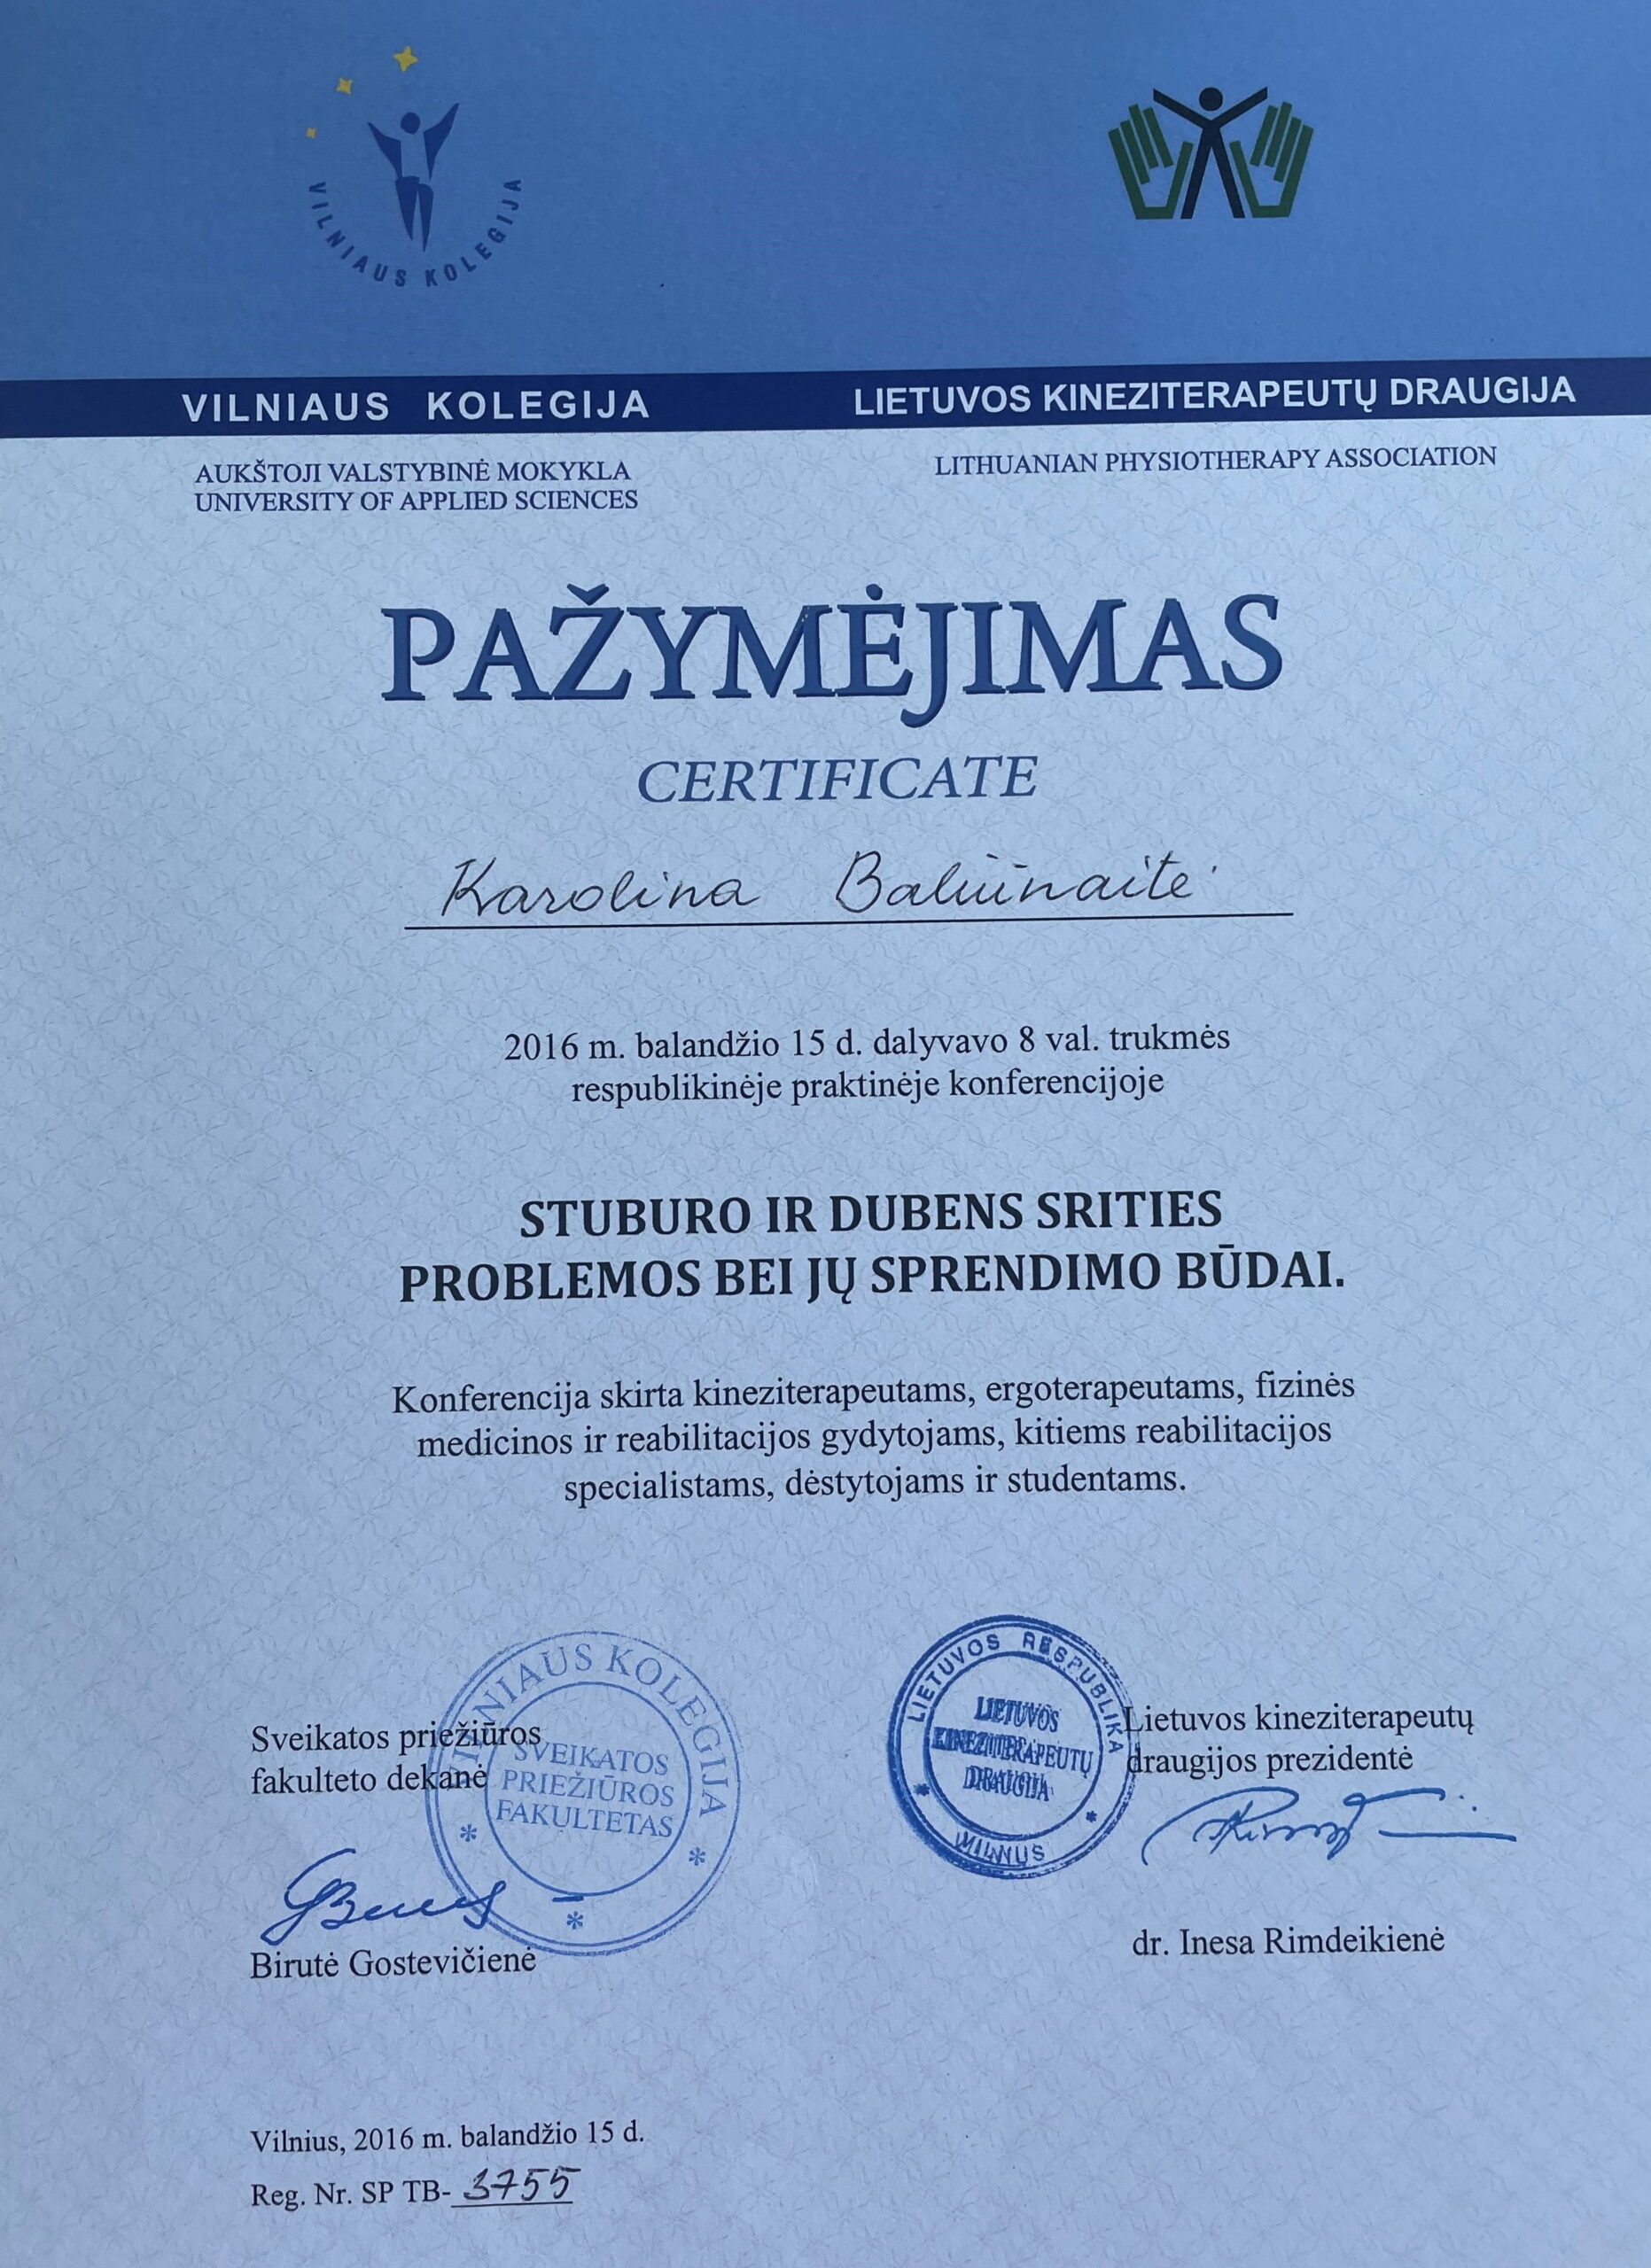 VILNIAUS KOLEGIJA
VILNIAUS KOLEGIJA
AUKŠTOJI VALSTYBINĖ MOKYKLA
UNIVERSITY OF APPLIED SCIENCES
LIETUVOS KINEZITERAPEUTŲ DRAUGIJA
LITHUANIAN PHYSIOTHERAPY ASSOCIATION
PAŽYMĖJIMAS
CERTIFICATE
Karolina Baliūnaitė
2016 m. balandžio 15 d. dalyvavo 8 val. trukmės
respublikinėje praktinėje konferencijoje
STUBURO IR DUBENS SRITIES
PROBLEMOS BEI JŲ SPRENDIMO BŪDAI.
Konferencija skirta kineziterapeutams, ergoterapeutams, fizinės
medicinos ir reabilitacijos gydytojams, kitiems reabilitacijos
specialistams, dėstytojams ir studentams.
Sveikatos priežiūros
fakulteto dekanė
VILNIAUS KOLEGIJA
SVEIKATOS
PRIEŽIŪROS
FAKULTETAS
Birutė Gostevičienė
LIETUVOS RESPUBLIKA
LIETUVOS
KINEZITERAPEUTŲ
DRAUGIJA
VILNIUS
Lietuvos kineziterapeutų
draugijos prezidentė
dr. Inesa Rimdeikienė
Vilnius, 2016 m. balandžio 15 d.
Reg. Nr. SP TB- 3755